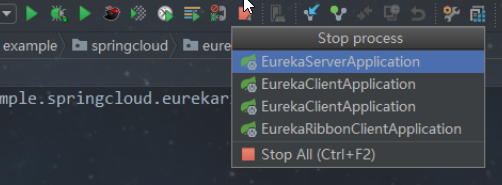 example springcloud eure
Stop process
EurekaServerApplication
mple.springcloud.eurekar
EurekaClientApplication
EurekaClientApplication
EurekaRibbonClientApplication
Stop All (Ctrl+F2)